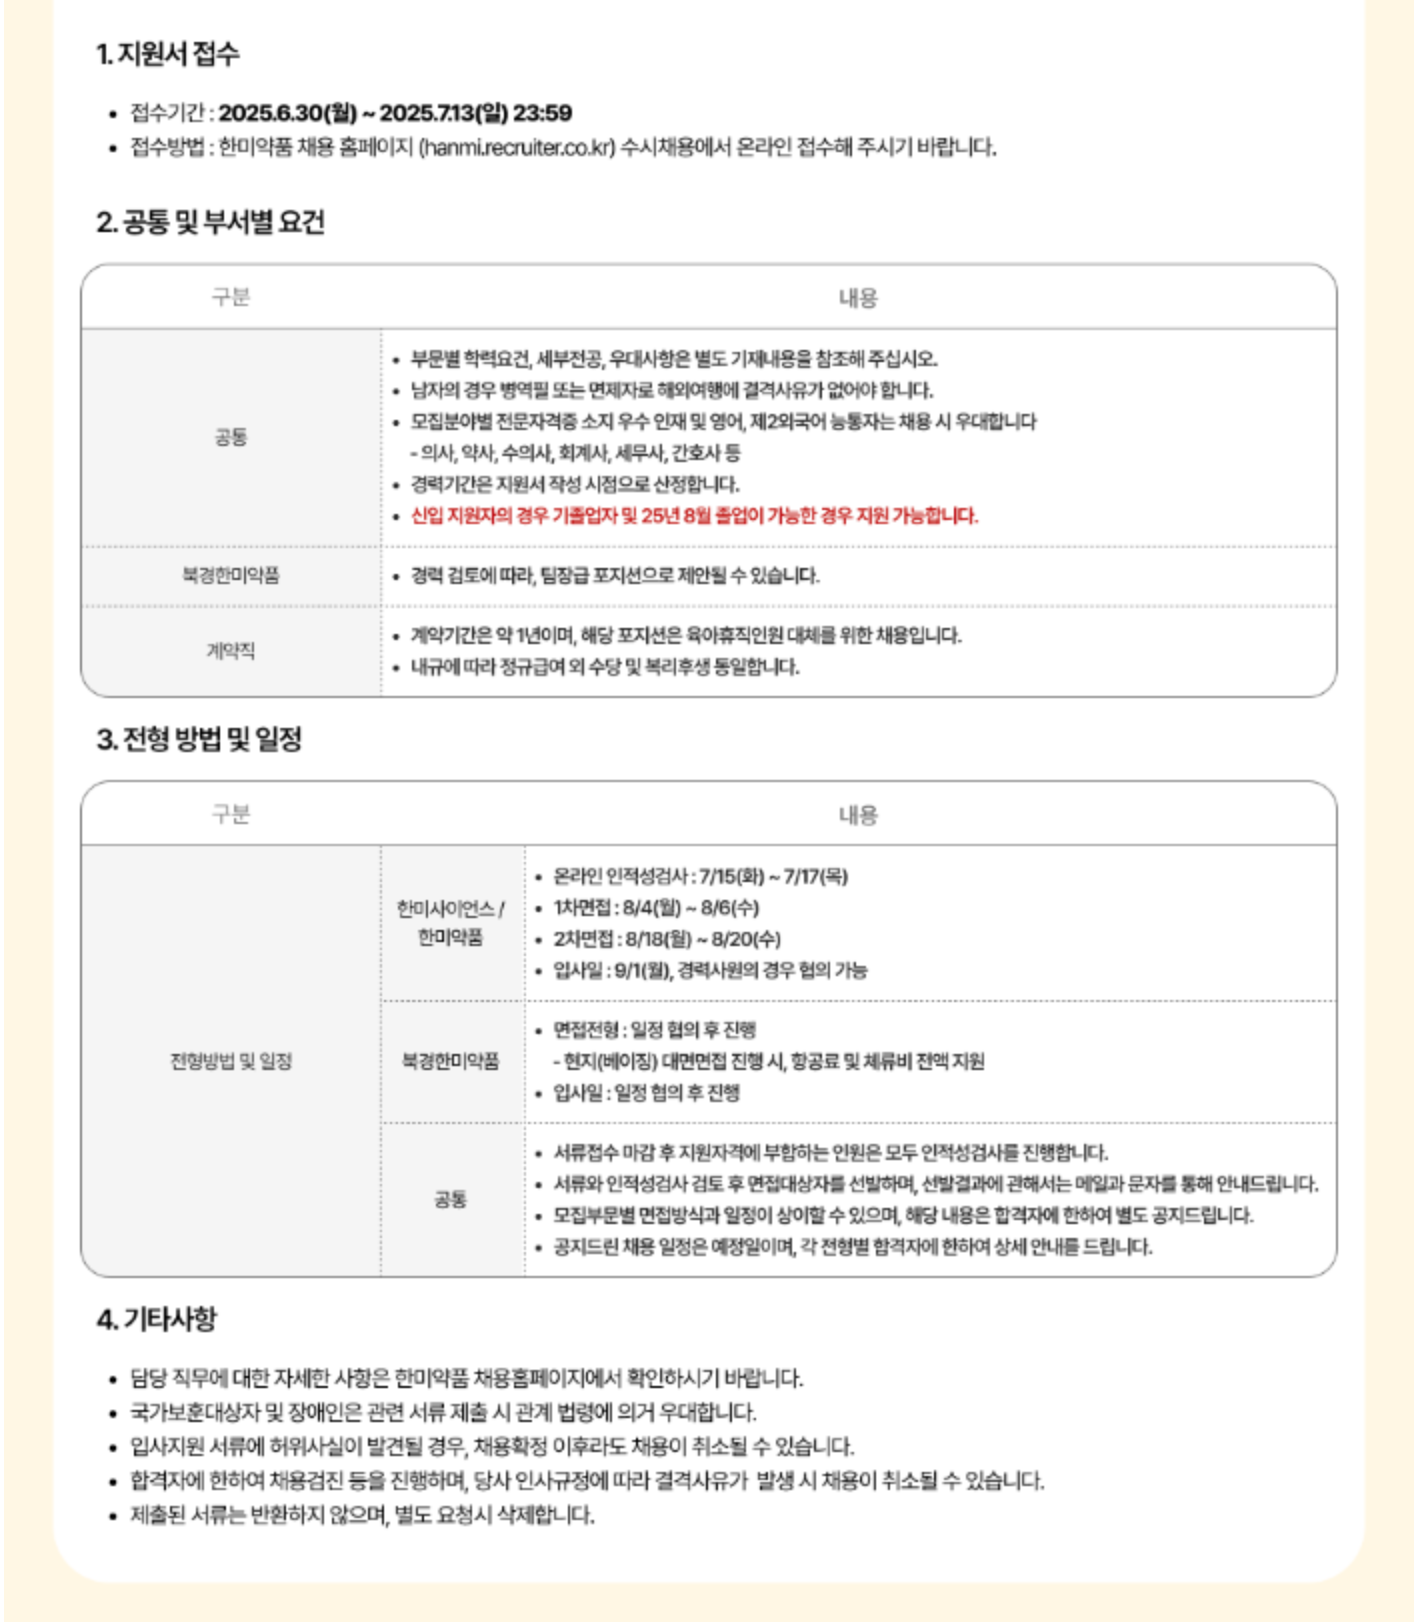 1. 지원서 접수
• 접수기간 : 2025.6.30(월) ~ 2025.7.13(일) 23:59
• 접수방법 : 한미약품 채용 홈페이지 (hanmi.recruiter.co.kr) 수시채용에서 온라인 접수해 주시기 바랍니다.
2. 공통 및 부서별 요건
구분 내용
공통
• 부문별 학력요건, 세부전공, 우대사항은 별도 기재내용을 참조해 주십시오.
• 남자의 경우 병역필 또는 면제자로 해외여행에 결격사유가 없어야 합니다.
• 모집분야별 전문자격증 소지 우수 인재 및 영어, 제2외국어 능통자는 채용 시 우대합니다
- 의사, 약사, 수의사, 회계사, 세무사, 간호사 등
• 경력기간은 지원서 작성 시점으로 산정합니다.
• 신입 지원자의 경우 기졸업자 및 25년 8월 졸업이 가능한 경우 지원 가능합니다.
북경한미약품
• 경력 검토에 따라, 팀장급 포지션으로 제안될 수 있습니다.
계약직
• 계약기간은 약 1년이며, 해당 포지션은 육아휴직인원 대체를 위한 채용입니다.
• 내규에 따라 정규급여 외 수당 및 복리후생 동일합니다.
3. 전형 방법 및 일정
구분 내용
전형방법 및 일정
한미사이언스 /
한미약품
• 온라인 인적성검사 : 7/15(화) ~ 7/17(목)
• 1차면접 : 8/4(월) ~ 8/6(수)
• 2차면접 : 8/18(월) ~ 8/20(수)
• 입사일 : 9/1(월), 경력사원의 경우 협의 가능
북경한미약품
• 면접전형 : 일정 협의 후 진행
- 현지(베이징) 대면면접 진행 시, 항공료 및 체류비 전액 지원
• 입사일 : 일정 협의 후 진행
공통
• 서류접수 마감 후 지원자격에 부합하는 인원은 모두 인적성검사를 진행합니다.
• 서류와 인적성검사 검토 후 면접대상자를 선발하며, 선발결과에 관해서는 메일과 문자를 통해 안내드립니다.
• 모집부문별 면접방식과 일정이 상이할 수 있으며, 해당 내용은 합격자에 한하여 별도 공지드립니다.
• 공지드린 채용 일정은 예정일이며, 각 전형별 합격자에 한하여 상세 안내를 드립니다.
4. 기타사항
• 담당 직무에 대한 자세한 사항은 한미약품 채용홈페이지에서 확인하시기 바랍니다.
• 국가보훈대상자 및 장애인은 관련 서류 제출 시 관계 법령에 의거 우대합니다.
• 입사지원 서류에 허위사실이 발견될 경우, 채용확정 이후라도 채용이 취소될 수 있습니다.
• 합격자에 한하여 채용검진 등을 진행하며, 당사 인사규정에 따라 결격사유가 발생 시 채용이 취소될 수 있습니다.
• 제출된 서류는 반환하지 않으며, 별도 요청시 삭제합니다.